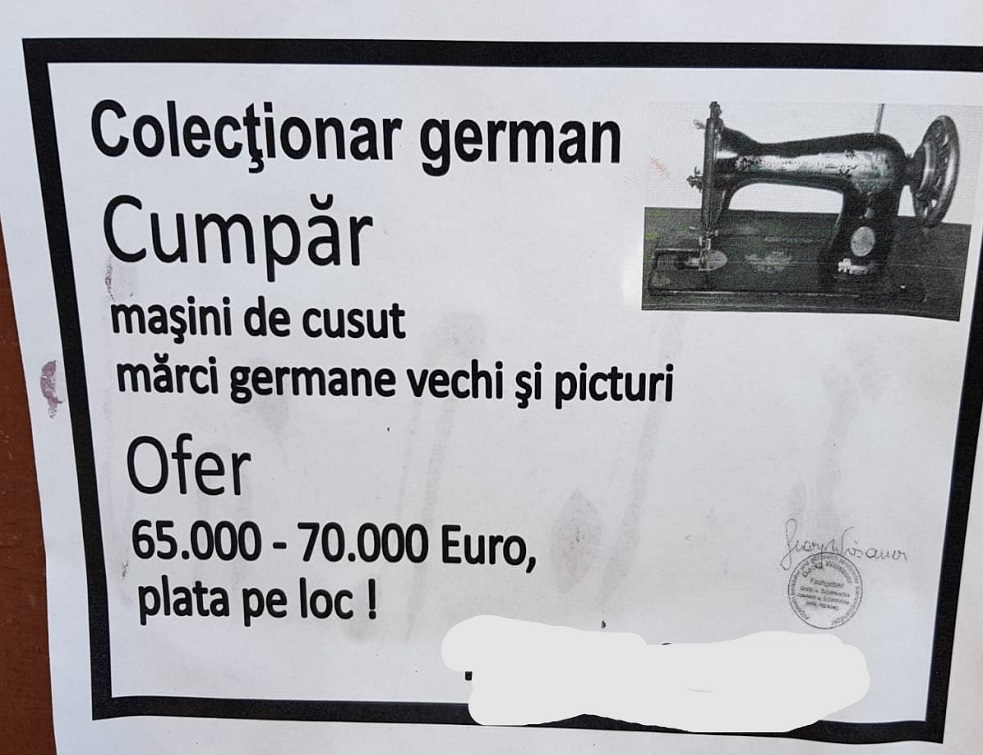 Colecţionar german
Cumpăr
maşini de cusut
mărci germane vechi şi picturi
Ofer
65.000 - 70.000 Euro,
plata pe loc !